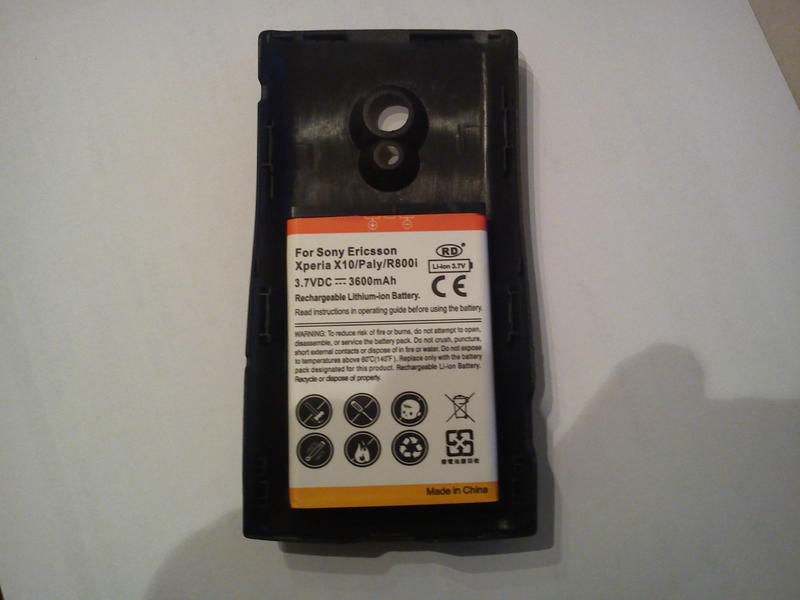 For Sony Ericsson
Xperia X10/Paly/R800i
3.7VDC 3600mAh
Rechargeable Lithium-ion Battery.
Read instructions in operating guide before using the battery.
RD
Li-ion 3.7V
CE
WARNING: To reduce risk of fire or burns, do not attempt to open,
disassemble, or service the battery pack. Do not crush, puncture,
short external contacts or dispose of in fire or water. Do not expose
to temperatures above 60°C(140°F). Replace only with the battery
pack designated for this product. Rechargeable Li-ion Battery.
Recycle or dispose of properly.
Made in China